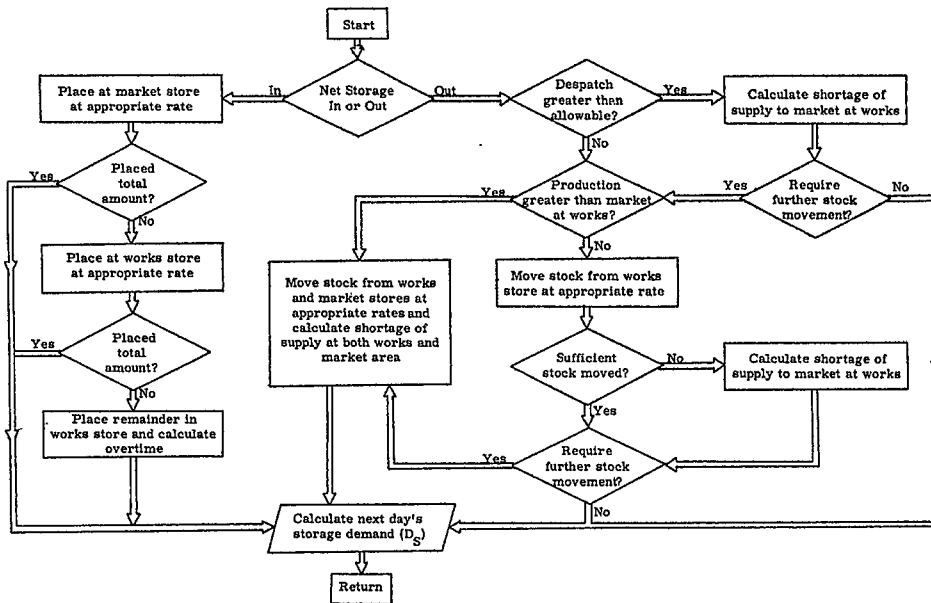 Start
Net Storage
In or Out
In
Out
Place at market store
at appropriate rate
Placed
total
amount?
Yes
No
Place at works store
at appropriate rate
Placed
total
amount?
Yes
No
Place remainder in
works store and calculate
overtime
Despatch
greater than
allowable?
Yes
No
Calculate shortage of
supply to market at works
Require
further stock
movement?
Yes
No
Production
greater than market
at works?
Yes
No
Move stock from works
and market stores at
appropriate rates and
calculate shortage of
supply at both works and
market area
Move stock from works
store at appropriate rate
Sufficient
stock moved?
No
Yes
Calculate shortage of
supply to market at works
Require
further stock
movement?
Yes
No
Calculate next day's
storage demand (DS)
Return